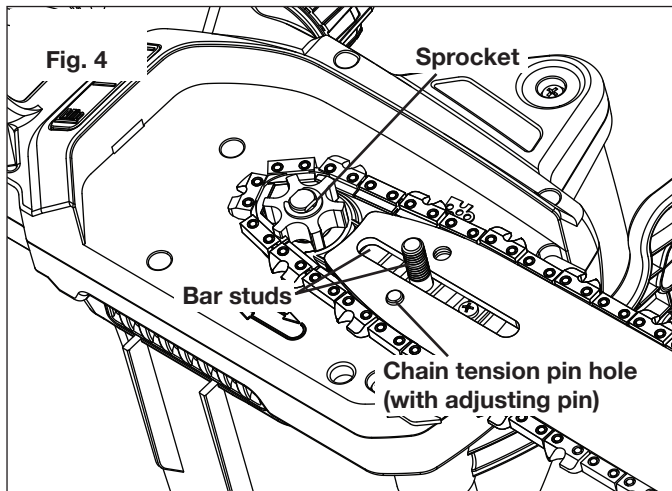 Fig. 4
Sprocket
Bar studs
Chain tension pin hole
(with adjusting pin)